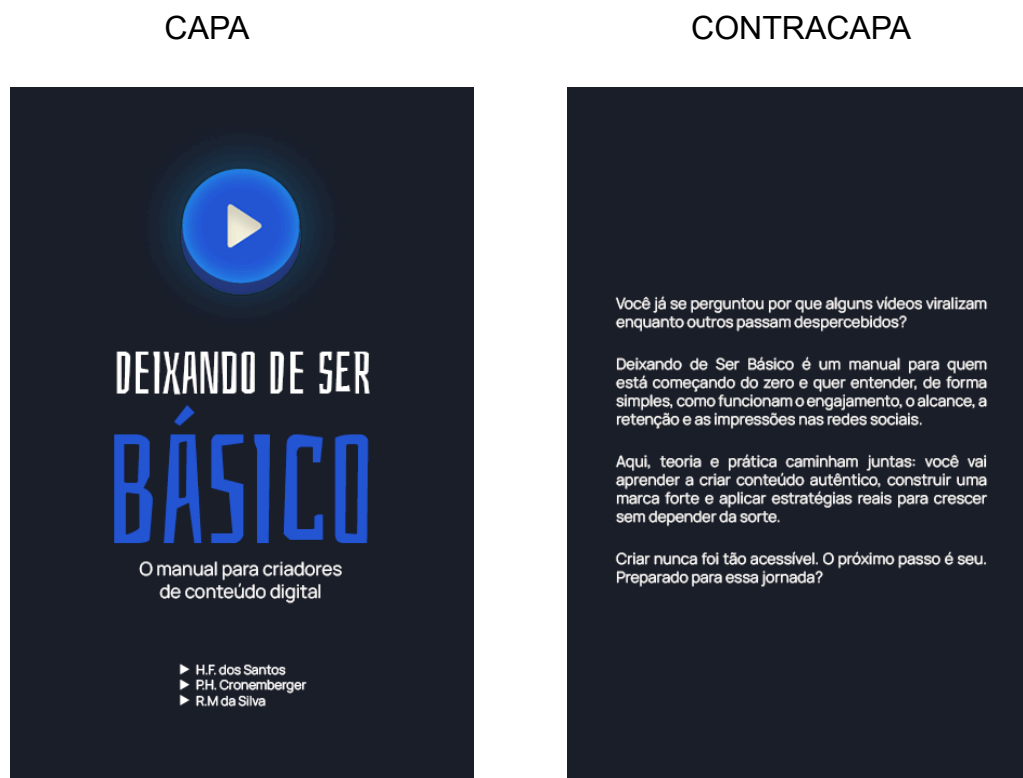 CAPA
CONTRACAPA
DEIXANDO DE SER
BÁSICO
O manual para criadores
de conteúdo digital
H.F. dos Santos
P.H. Cronemberger
R.M da Silva
Você já se perguntou por que alguns vídeos viralizam
enquanto outros passam despercebidos?
Deixando de Ser Básico é um manual para quem
está começando do zero e quer entender, de forma
simples, como funcionam o engajamento, o alcance, a
retenção e as impressões nas redes sociais.
Aqui, teoria e prática caminham juntas: você vai
aprender a criar conteúdo autêntico, construir uma
marca forte e aplicar estratégias reais para crescer
sem depender da sorte.
Criar nunca foi tão acessível. O próximo passo é seu.
Preparado para essa jornada?